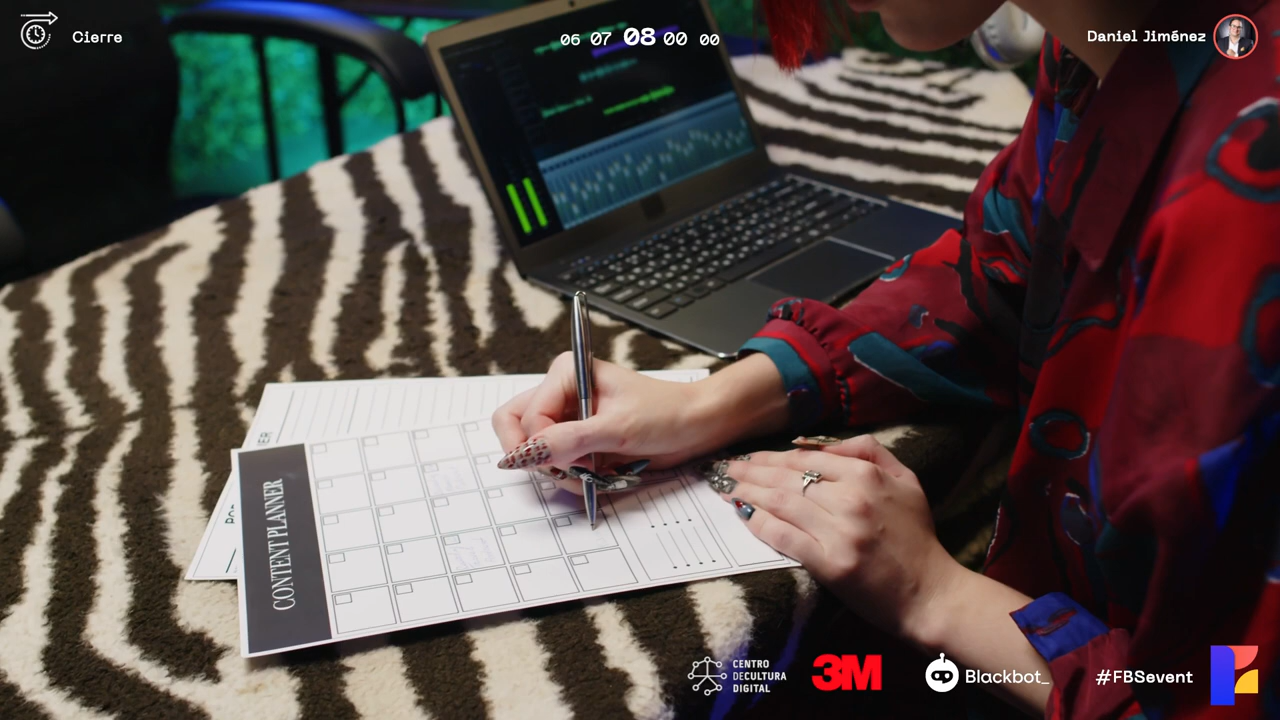 Cierre
06 07 08 00 00
Daniel Jiménez
CONTENT PLANNER
CENTRO
DECULTURA
DIGITAL
3M
Blackbot_
#FBSevent